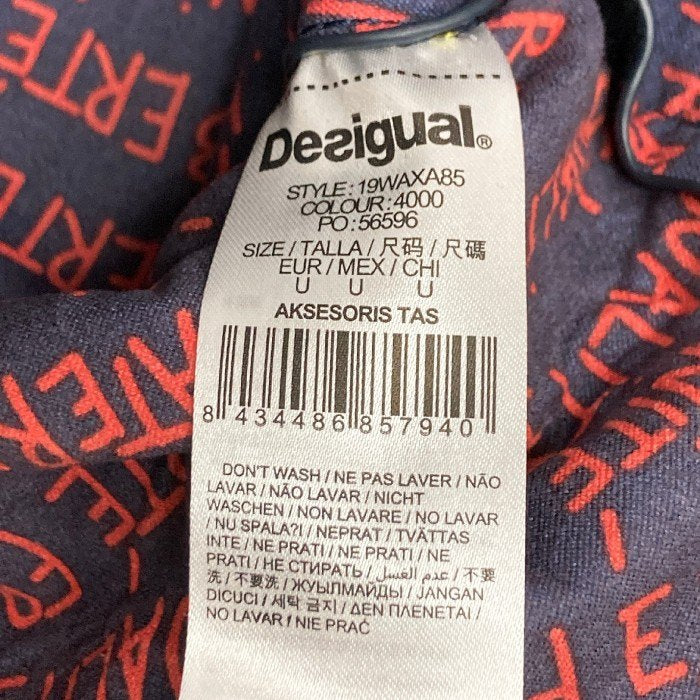 Desigual®
STYLE: 19WAXA85
COLOUR: 4000
PO: 56596
SIZE / TALLA / 尺码 / 尺碼
EUR / MEX / CHI
U U U
AKSESORIS TAS
8 434486 857940
DON'T WASH / NE PAS LAVER / NÃO
LAVAR / NÃO LAVAR / NICHT
WASCHEN / NON LAVARE / NO LAVAR
/ NU SPALA?I / NEPRAT / TVÄTTAS
INTE / NE PRATI / NE PRATI / NE
PRATI / НЕ СТИРАТЬ / عدم الغسل / 不要
洗 / 不要洗 / ЖУЫЛМАЙДЫ / JANGAN
DICUCI / 세탁 금지 / ΔΕΝ ΠΛΕΝΕΤΑΙ /
NO LAVAR / NIE PRAĆ